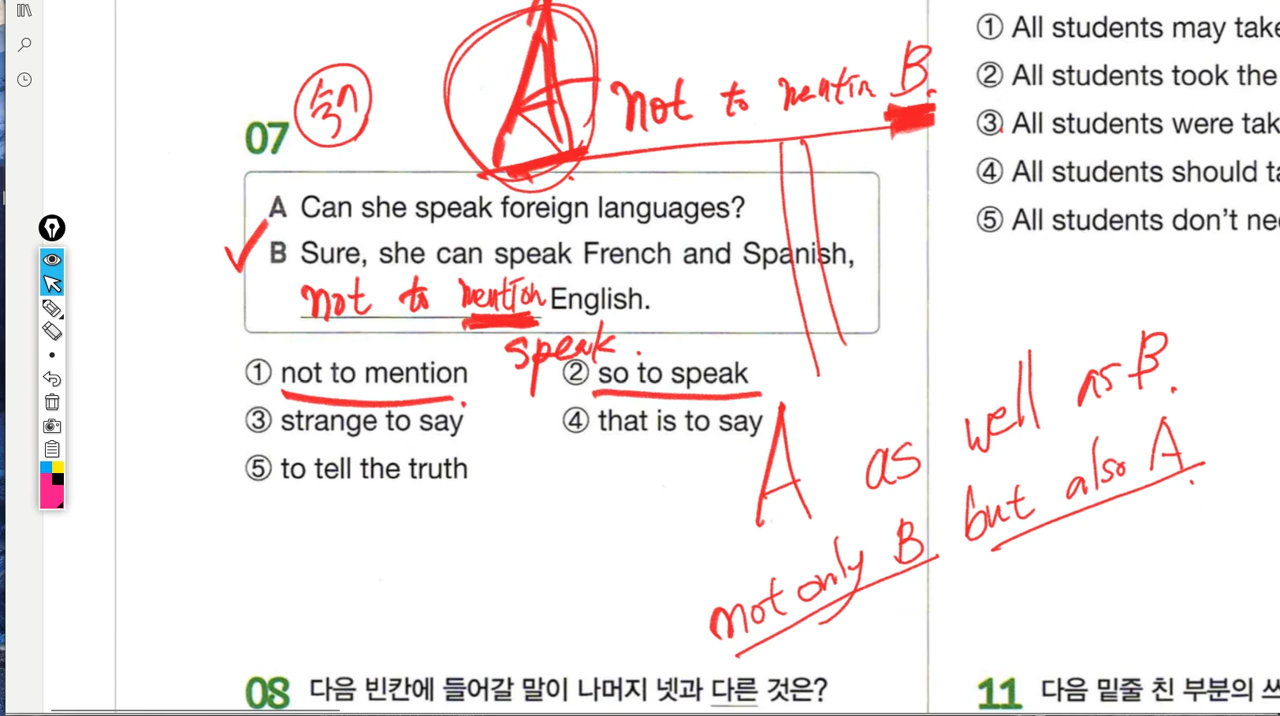 A not to mentin B.
07
A Can she speak foreign languages?
B Sure, she can speak French and Spanish,
not to mention English.
speak.
① not to mention
② so to speak
③ strange to say
④ that is to say
⑤ to tell the truth
A as well as B.
not only B but also A.
08 다음 빈칸에 들어갈 말이 나머지 넷과 다른 것은?
① All students may take
② All students took the
③ All students were tak
④ All students should ta
⑤ All students don't nee
11 다음 밑줄 친 부분의 쓰